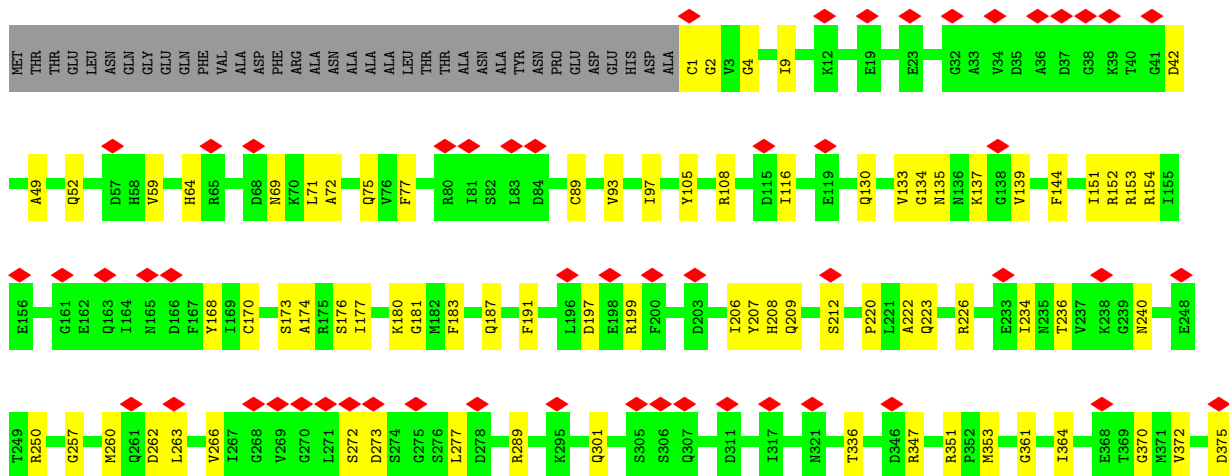 MET THR THR GLU LEU ASN GLN GLY GLU GLN PHE VAL ALA ASP PHE ARG ALA ASN ALA ALA ALA LEU THR THR ALA ASN ALA TYR ASN PRO GLU ASP GLU HIS ASP ALA C1 G2 V3 G4 I9 K12 E19 E23 G32 A33 V34 D35 A36 D37 G38 K39 T40 G41 D42
A49 Q52 D57 H58 V59 H64 R65 D68 N69 K70 L71 A72 Q75 V76 F77 R80 I81 S82 L83 D84 C89 V93 I97 Y105 R108 D115 I116 E119 Q130 V133 G134 N135 N136 K137 G138 V139 F144 I151 R152 R153 R154 I155
E156 G161 E162 Q163 I164 N165 D166 F167 Y168 I169 C170 S173 A174 R175 S176 I177 K180 G181 M182 F183 Q187 F191 L196 D197 E198 R199 F200 D203 I206 Y207 H208 Q209 S212 P220 L221 A222 Q223 R226 E233 I234 N235 T236 V237 K238 G239 N240 E248
T249 R250 G257 M260 Q261 D262 L263 V266 I267 G268 V269 G270 L271 S272 D273 S274 G275 S276 L277 D278 R289 K295 Q301 S305 S306 Q307 D311 I317 N321 T336 D346 R347 R351 P352 M353 G361 I364 E368 T369 G370 N371 V372 D375